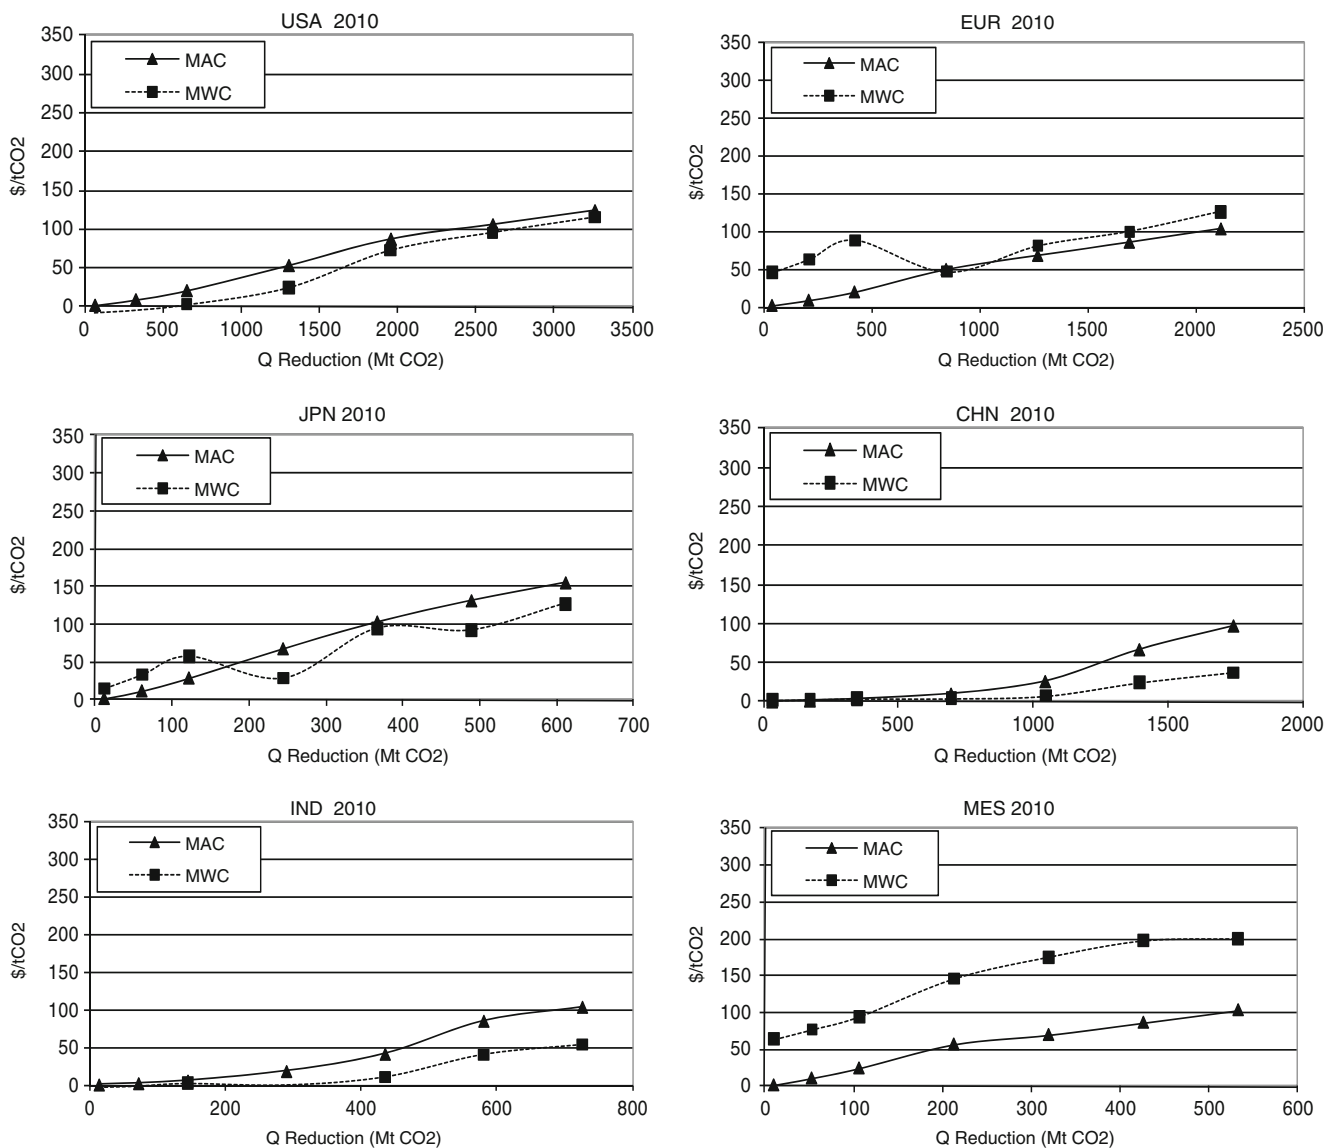 USA 2010
350
300
250
200
150
100
50
0
$/tCO2
MAC
MWC
0 500 1000 1500 2000 2500 3000 3500
Q Reduction (Mt CO2)
EUR 2010
350
300
250
200
150
100
50
0
$/tCO2
MAC
MWC
0 500 1000 1500 2000 2500
Q Reduction (Mt CO2)
JPN 2010
350
300
250
200
150
100
50
0
$/tCO2
MAC
MWC
0 100 200 300 400 500 600 700
Q Reduction (Mt CO2)
CHN 2010
350
300
250
200
150
100
50
0
$/tCO2
MAC
MWC
0 500 1000 1500 2000
Q Reduction (Mt CO2)
IND 2010
350
300
250
200
150
100
50
0
$/tCO2
MAC
MWC
0 200 400 600 800
Q Reduction (Mt CO2)
MES 2010
350
300
250
200
150
100
50
0
$/tCO2
MAC
MWC
0 100 200 300 400 500 600
Q Reduction (Mt CO2)